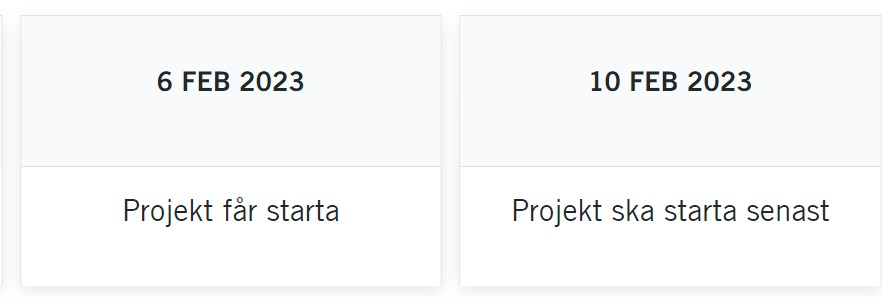 6 FEB 2023
Projekt får starta
10 FEB 2023
Projekt ska starta senast